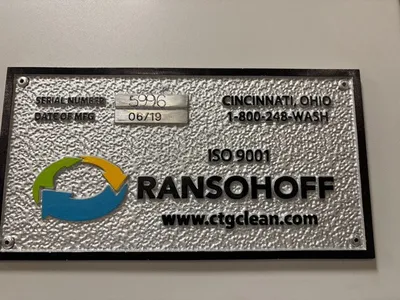 SERIAL NUMBER 5996 CINCINNATI, OHIO
DATE OF MFG 06/19 1-800-248-WASH
ISO 9001
RANSOHOFF
www.ctgclean.com